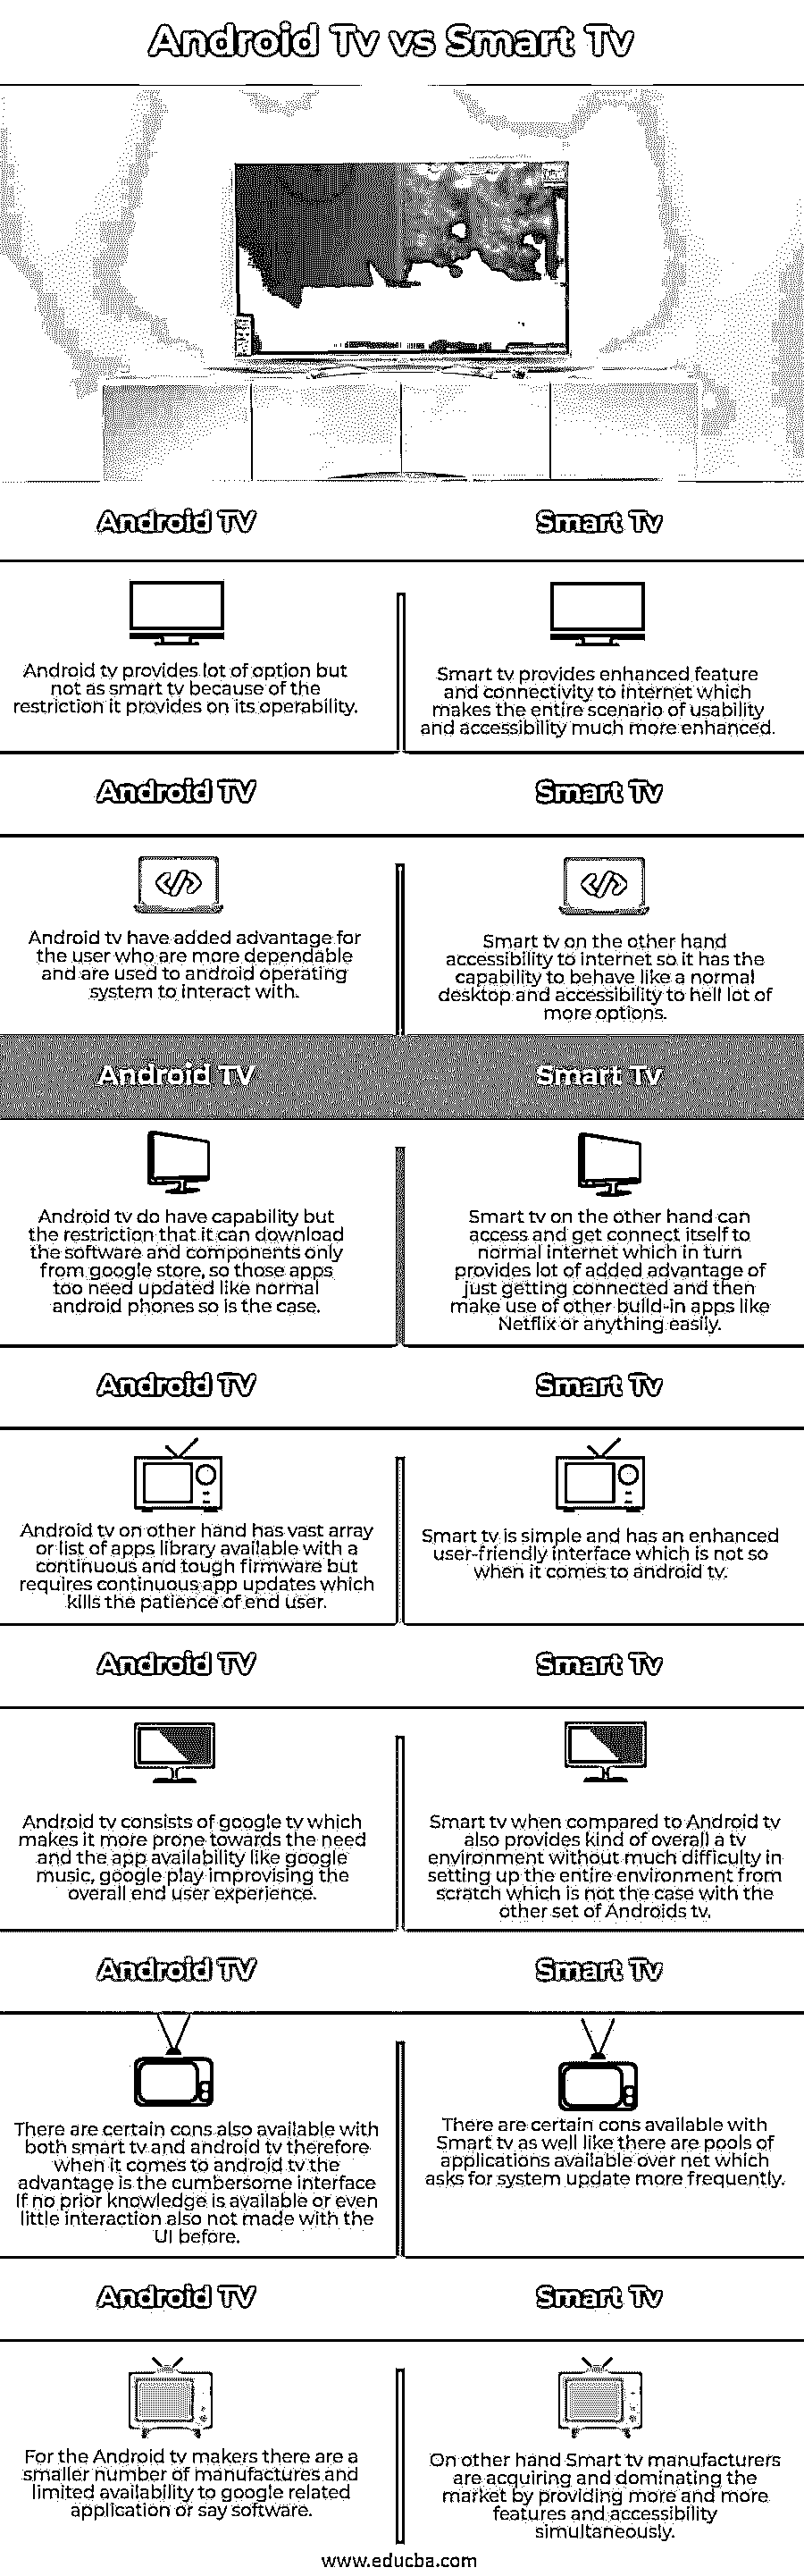 Android Tv vs Smart Tv
Android TV
Smart Tv
Android tv provides lot of option but
not as smart tv because of the
restriction it provides on its operability.
Smart tv provides enhanced feature
and connectivity to internet which
makes the entire scenario of usability
and accessibility much more enhanced.
Android TV
Smart Tv
Android tv have added advantage for
the user who are more dependable
and are used to android operating
system to interact with.
Smart tv on the other hand
accessibility to internet so it has the
capability to behave like a normal
desktop and accessibility to hell lot of
more options.
Android TV
Smart Tv
Android tv do have capability but
the restriction that it can download
the software and components only
from google store, so those apps
too need updated like normal
android phones so is the case.
Smart tv on the other hand can
access and get connect itself to
normal internet which in turn
provides lot of added advantage of
just getting connected and then
make use of other build-in apps like
Netflix or anything easily.
Android TV
Smart Tv
Android tv on other hand has vast array
or list of apps library available with a
continuous and tough firmware but
requires continuous app updates which
kills the patience of end user.
Smart tv is simple and has an enhanced
user-friendly interface which is not so
when it comes to android tv.
Android TV
Smart Tv
Android tv consists of google tv which
makes it more prone towards the need
and the app availability like google
music, google play improvising the
overall end user experience.
Smart tv when compared to Android tv
also provides kind of overall a tv
environment without much difficulty in
setting up the entire environment from
scratch which is not the case with the
other set of Androids tv.
Android TV
Smart Tv
There are certain cons also available with
both smart tv and android tv therefore
when it comes to android tv the
advantage is the cumbersome interface
If no prior knowledge is available or even
little interaction also not made with the
UI before.
There are certain cons available with
Smart tv as well like there are pools of
applications available over net which
asks for system update more frequently.
Android TV
Smart Tv
For the Android tv makers there are a
smaller number of manufactures and
limited availability to google related
application or say software.
On other hand Smart tv manufacturers
are acquiring and dominating the
market by providing more and more
features and accessibility
simultaneously.
www.educba.com